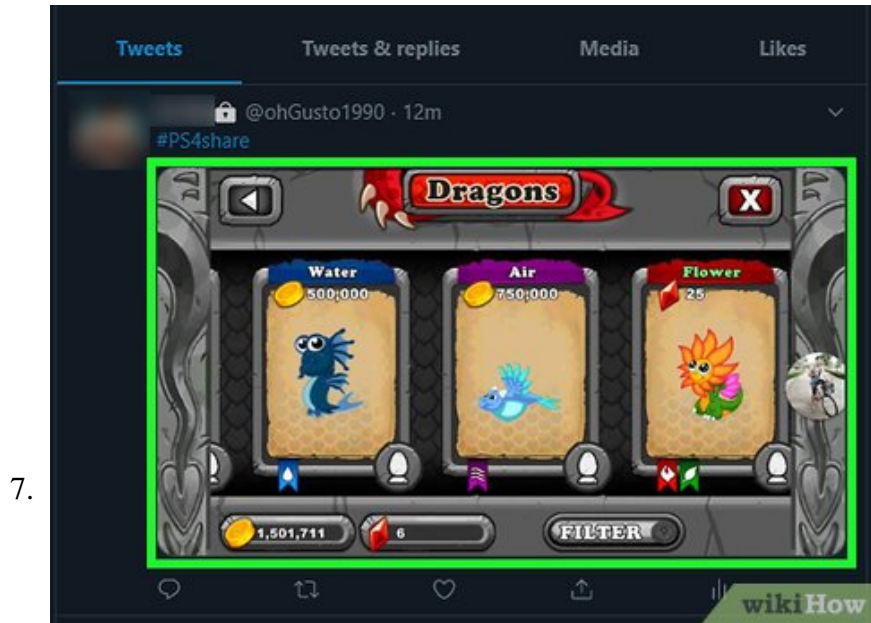 Tweets Tweets & replies Media Likes
@ohGusto1990 · 12m
#PS4share
Dragons
X
Water Air Flower
500,000 750,000 25
7.
1,501,711 6 FILTER
wikiHow